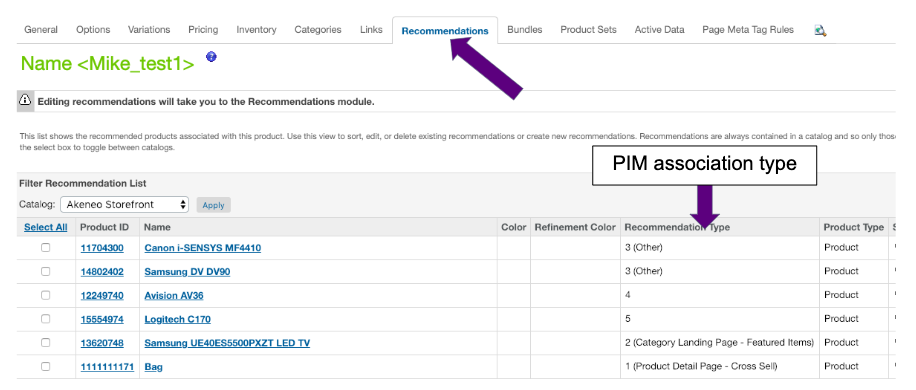 General Options Variations Pricing Inventory Categories Links Recommendations Bundles Product Sets Active Data Page Meta Tag Rules
Name <Mike_test1>
Editing recommendations will take you to the Recommendations module.
This list shows the recommended products associated with this product. Use this view to sort, edit, or delete existing recommendations or create new recommendations. Recommendations are always contained in a catalog and so only thos
the select box to toggle between catalogs.
PIM association type
Filter Recommendation List
Catalog: Akeneo Storefront Apply
Select All Product ID Name Color Refinement Color Recommendation Type Product Type S
11704300 Canon i-SENSYS MF4410 3 (Other) Product
14802402 Samsung DV DV90 3 (Other) Product
12249740 Avision AV36 4 Product
15554974 Logitech C170 5 Product
13620748 Samsung UE40ES5500PXZT LED TV 2 (Category Landing Page - Featured Items) Product
1111111171 Bag 1 (Product Detail Page - Cross Sell) Product